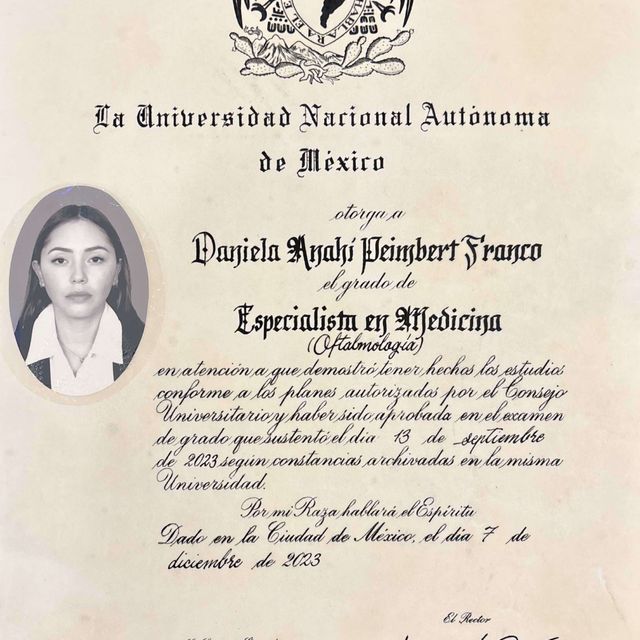 HABLARA EL
La Universidad Nacional Autónoma
de México
otorga a
Daniela Anahí Peimbert Franco
el grado de
Especialista en Medicina
(Oftalmología)
en atención a que demostró tener hechos los estudios
conforme a los planes autorizados por el Consejo
Universitario y haber sido aprobada en el examen
de grado que sustentó el día 13 de septiembre
de 2023 según constancias archivadas en la misma
Universidad.
Por mi Raza hablará el Espíritu
Dado en la Ciudad de México, el día 7 de
diciembre de 2023
El Rector